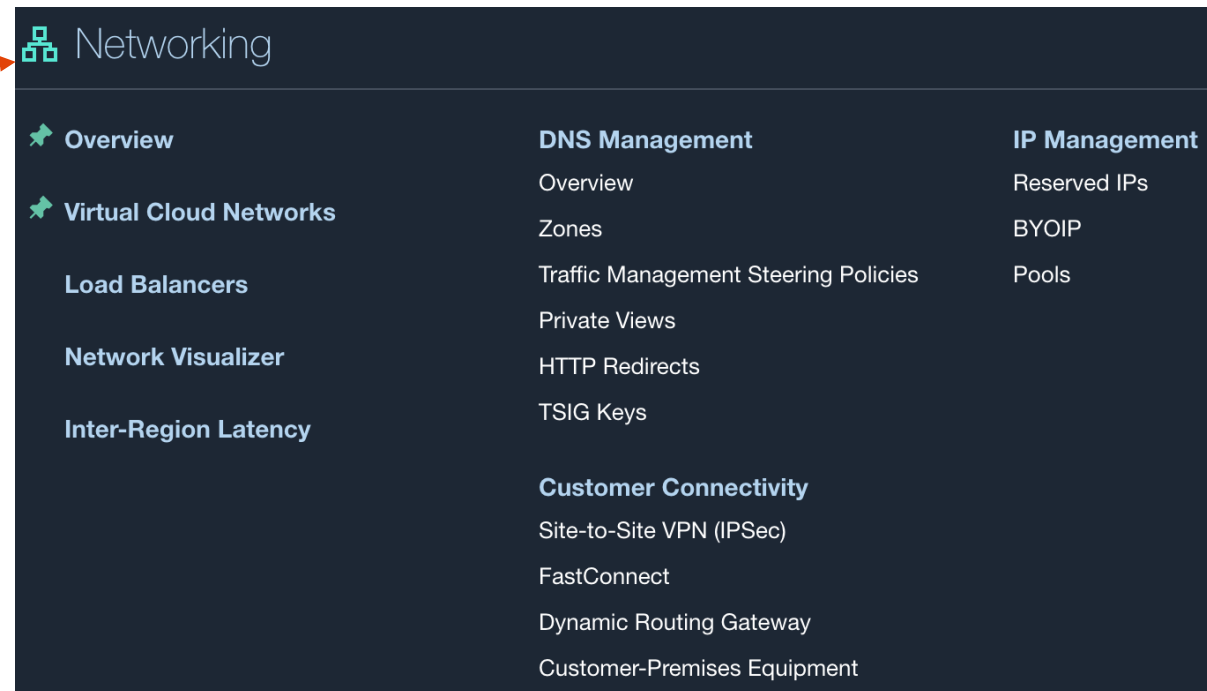 Networking
Overview
Virtual Cloud Networks
Load Balancers
Network Visualizer
Inter-Region Latency
DNS Management
Overview
Zones
Traffic Management Steering Policies
Private Views
HTTP Redirects
TSIG Keys
Customer Connectivity
Site-to-Site VPN (IPSec)
FastConnect
Dynamic Routing Gateway
Customer-Premises Equipment
IP Management
Reserved IPs
BYOIP
Pools